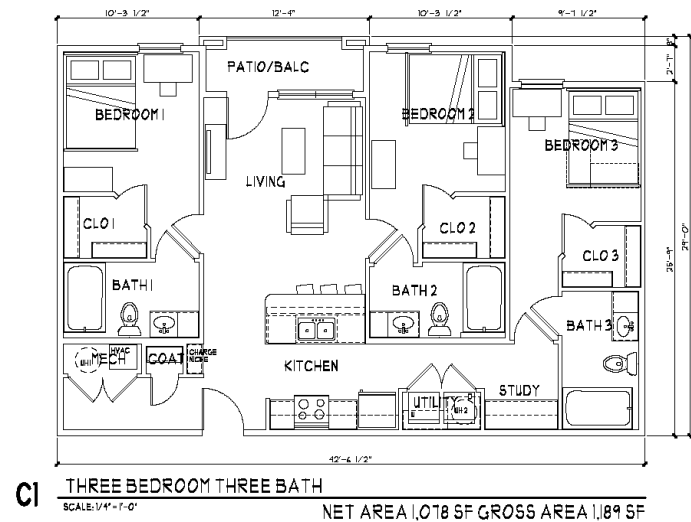 10'-3 1/2" 12'-4" 10'-3 1/2" 9'-7 1/2"
8"
2'-7"
PATIO/BALC
BEDROOM 1 BEDROOM 2
BEDROOM 3
LIVING
CLO 1 CLO 2
CLO 3
26'-9"
29'-0"
BATH 1 BATH 2
BATH 3
HVAC
WH1
MECH COAT CHARGE NICHE
KITCHEN
STUDY
UTILITY WH2
42'-6 1/2"
C1 THREE BEDROOM THREE BATH
SCALE: 1/4"-1'-0"
NET AREA 1,078 SF GROSS AREA 1,189 SF